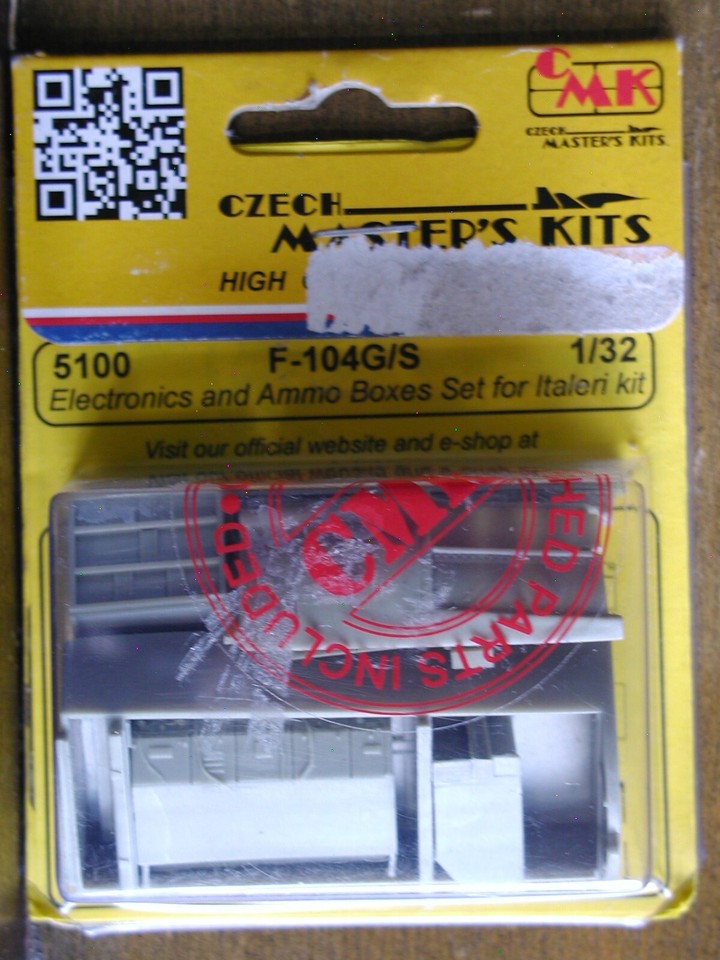 CMK
CZECH
MASTER'S KITS
CZECH
MASTER'S KITS
HIGH
5100 F-104G/S 1/32
Electronics and Ammo Boxes Set for Italeri kit
Visit our official website and e-shop at
CMK
HED PARTS INCLUDED